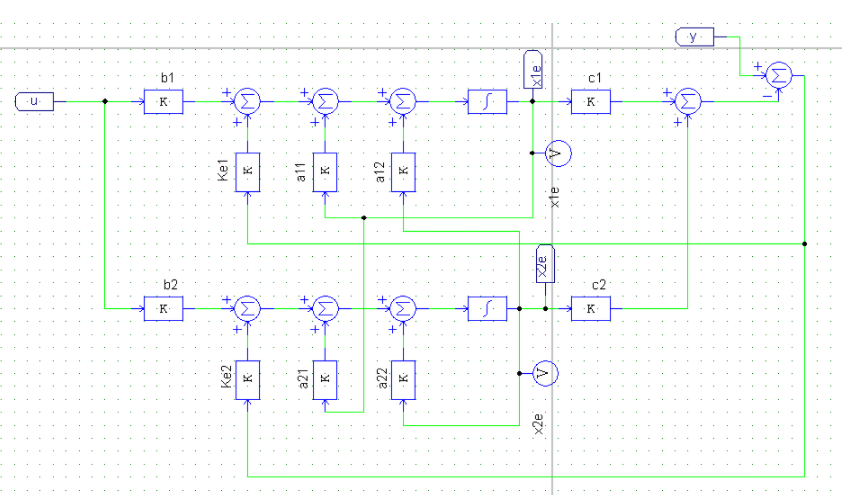 y
x1e
b1
c1
u
K
Σ
Σ
Σ
∫
K
Σ
Σ
Ke1
K
a11
K
a12
K
V
x1e
x2e
b2
c2
K
Σ
Σ
Σ
∫
K
Ke2
K
a21
K
a22
K
V
x2e